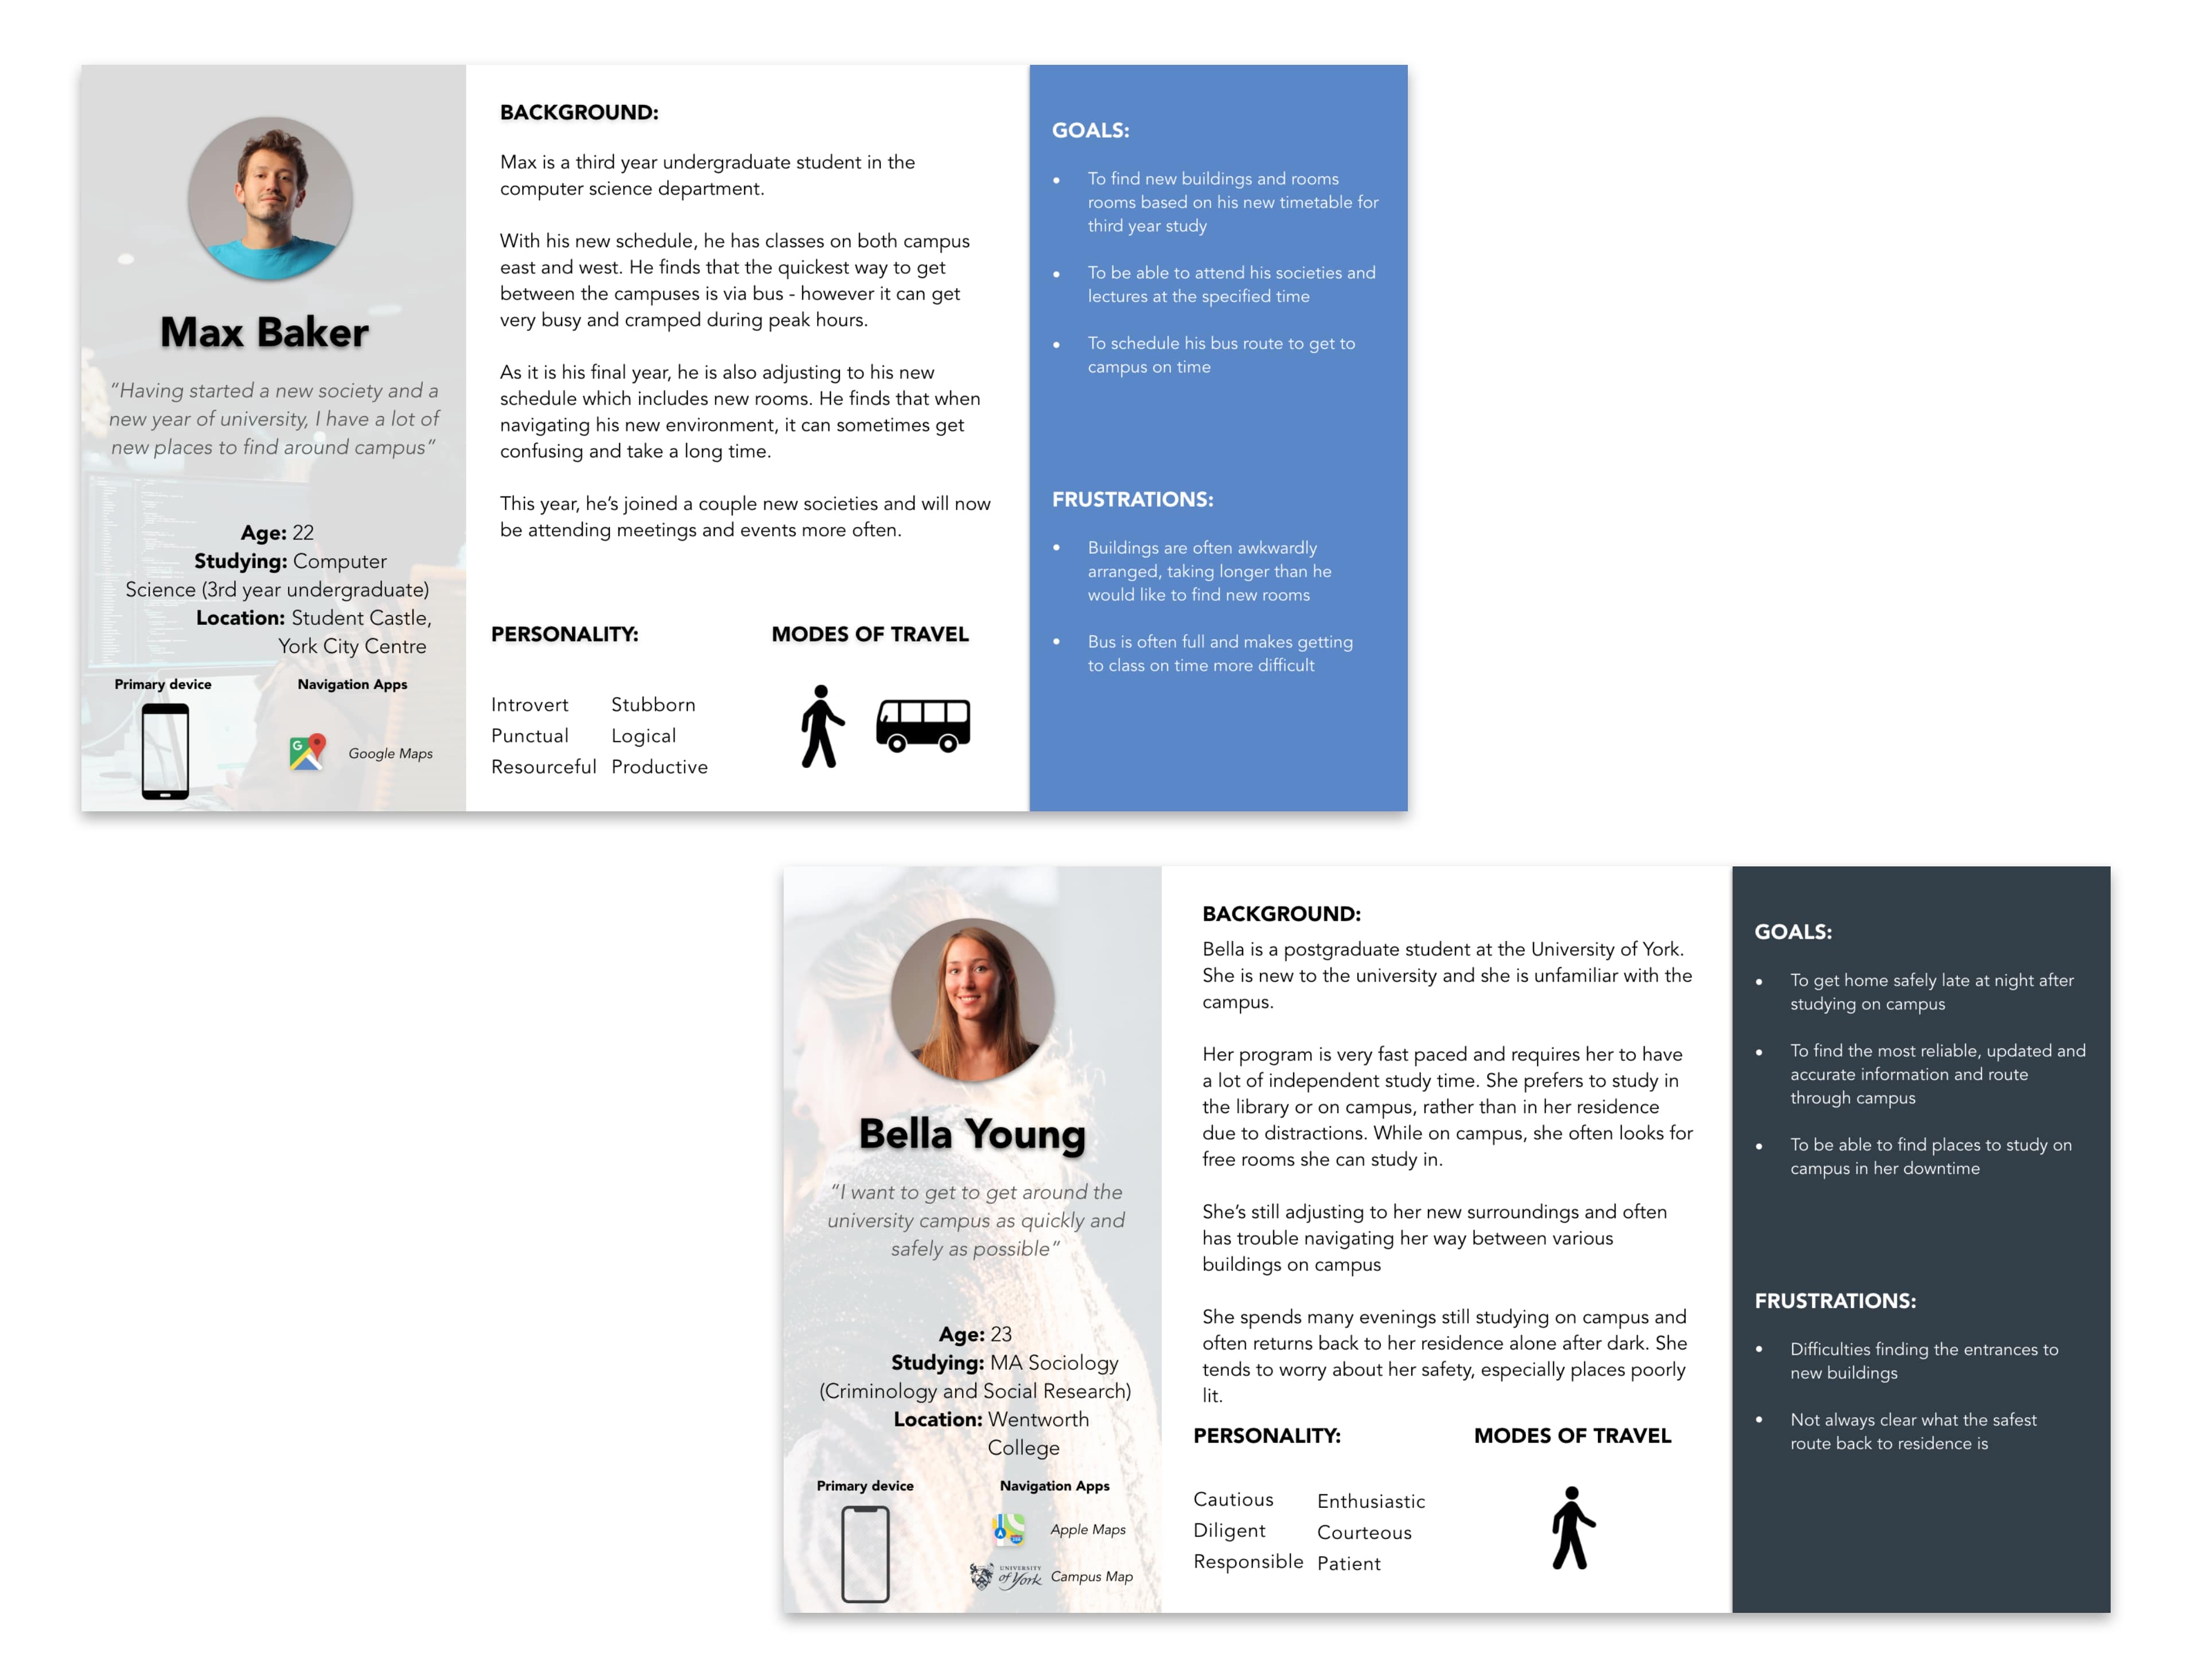 Max Baker
“Having started a new society and a
new year of university, I have a lot of
new places to find around campus”
Age: 22
Studying: Computer
Science (3rd year undergraduate)
Location: Student Castle,
York City Centre
Primary device
Navigation Apps
G
Google Maps
BACKGROUND:
Max is a third year undergraduate student in the
computer science department.
With his new schedule, he has classes on both campus
east and west. He finds that the quickest way to get
between the campuses is via bus - however it can get
very busy and cramped during peak hours.
As it is his final year, he is also adjusting to his new
schedule which includes new rooms. He finds that when
navigating his new environment, it can sometimes get
confusing and take a long time.
This year, he’s joined a couple new societies and will now
be attending meetings and events more often.
PERSONALITY:
Introvert
Punctual
Resourceful
Stubborn
Logical
Productive
MODES OF TRAVEL
GOALS:
• To find new buildings and rooms
rooms based on his new timetable for
third year study
• To be able to attend his societies and
lectures at the specified time
• To schedule his bus route to get to
campus on time
FRUSTRATIONS:
• Buildings are often awkwardly
arranged, taking longer than he
would like to find new rooms
• Bus is often full and makes getting
to class on time more difficult
Bella Young
“I want to get to get around the
university campus as quickly and
safely as possible”
Age: 23
Studying: MA Sociology
(Criminology and Social Research)
Location: Wentworth
College
Primary device
Navigation Apps
Apple Maps
UNIVERSITY
of York
Campus Map
BACKGROUND:
Bella is a postgraduate student at the University of York.
She is new to the university and she is unfamiliar with the
campus.
Her program is very fast paced and requires her to have
a lot of independent study time. She prefers to study in
the library or on campus, rather than in her residence
due to distractions. While on campus, she often looks for
free rooms she can study in.
She’s still adjusting to her new surroundings and often
has trouble navigating her way between various
buildings on campus
She spends many evenings still studying on campus and
often returns back to her residence alone after dark. She
tends to worry about her safety, especially places poorly
lit.
PERSONALITY:
Cautious
Diligent
Responsible
Enthusiastic
Courteous
Patient
MODES OF TRAVEL
GOALS:
• To get home safely late at night after
studying on campus
• To find the most reliable, updated and
accurate information and route
through campus
• To be able to find places to study on
campus in her downtime
FRUSTRATIONS:
• Difficulties finding the entrances to
new buildings
• Not always clear what the safest
route back to residence is